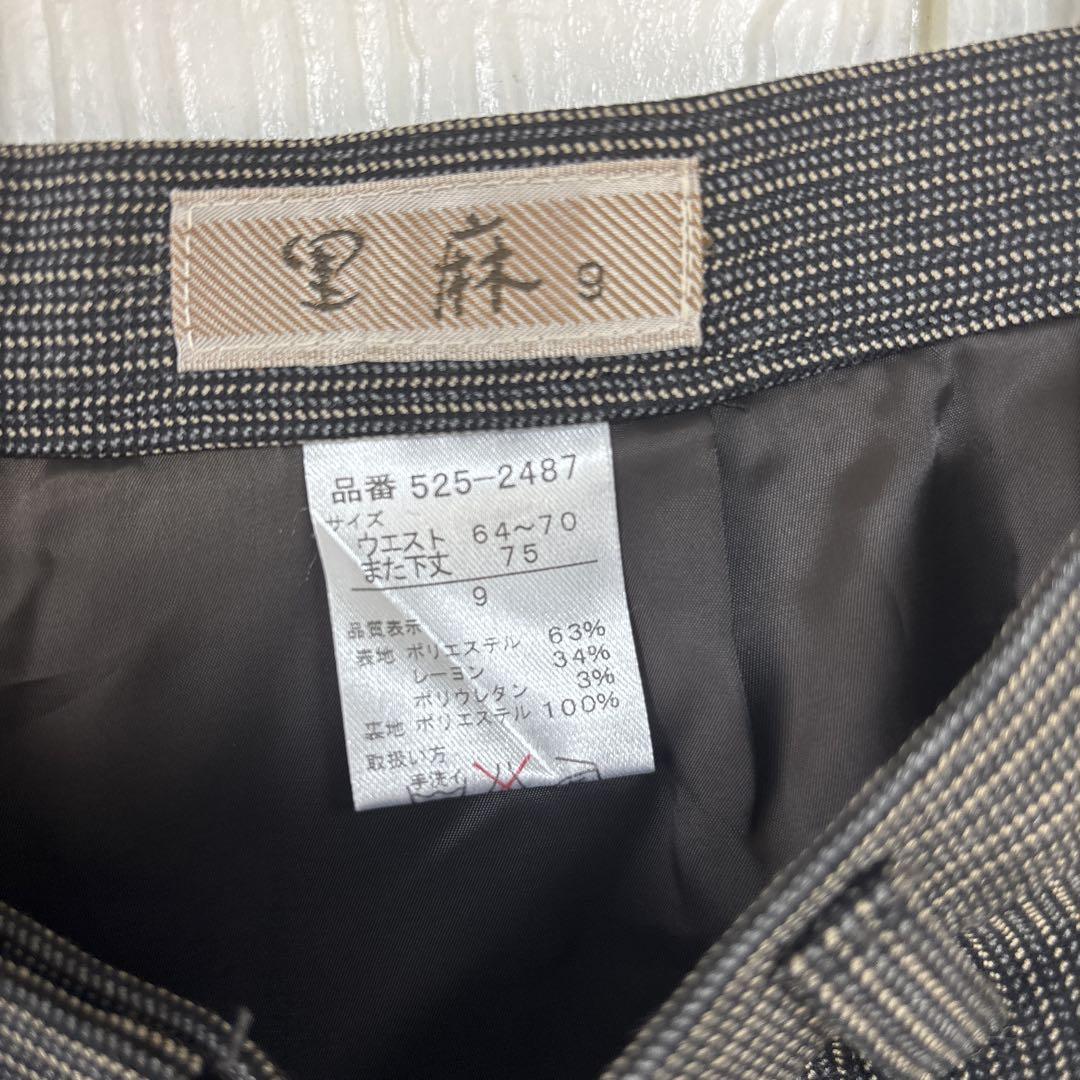 里麻 9
品番 525-2487
サイズ
ウエスト 64～70
また下丈 75
9
品質表示
表地 ポリエステル 63%
レーヨン 34%
ポリウレタン 3%
裏地 ポリエステル 100%
取扱い方
手洗イ